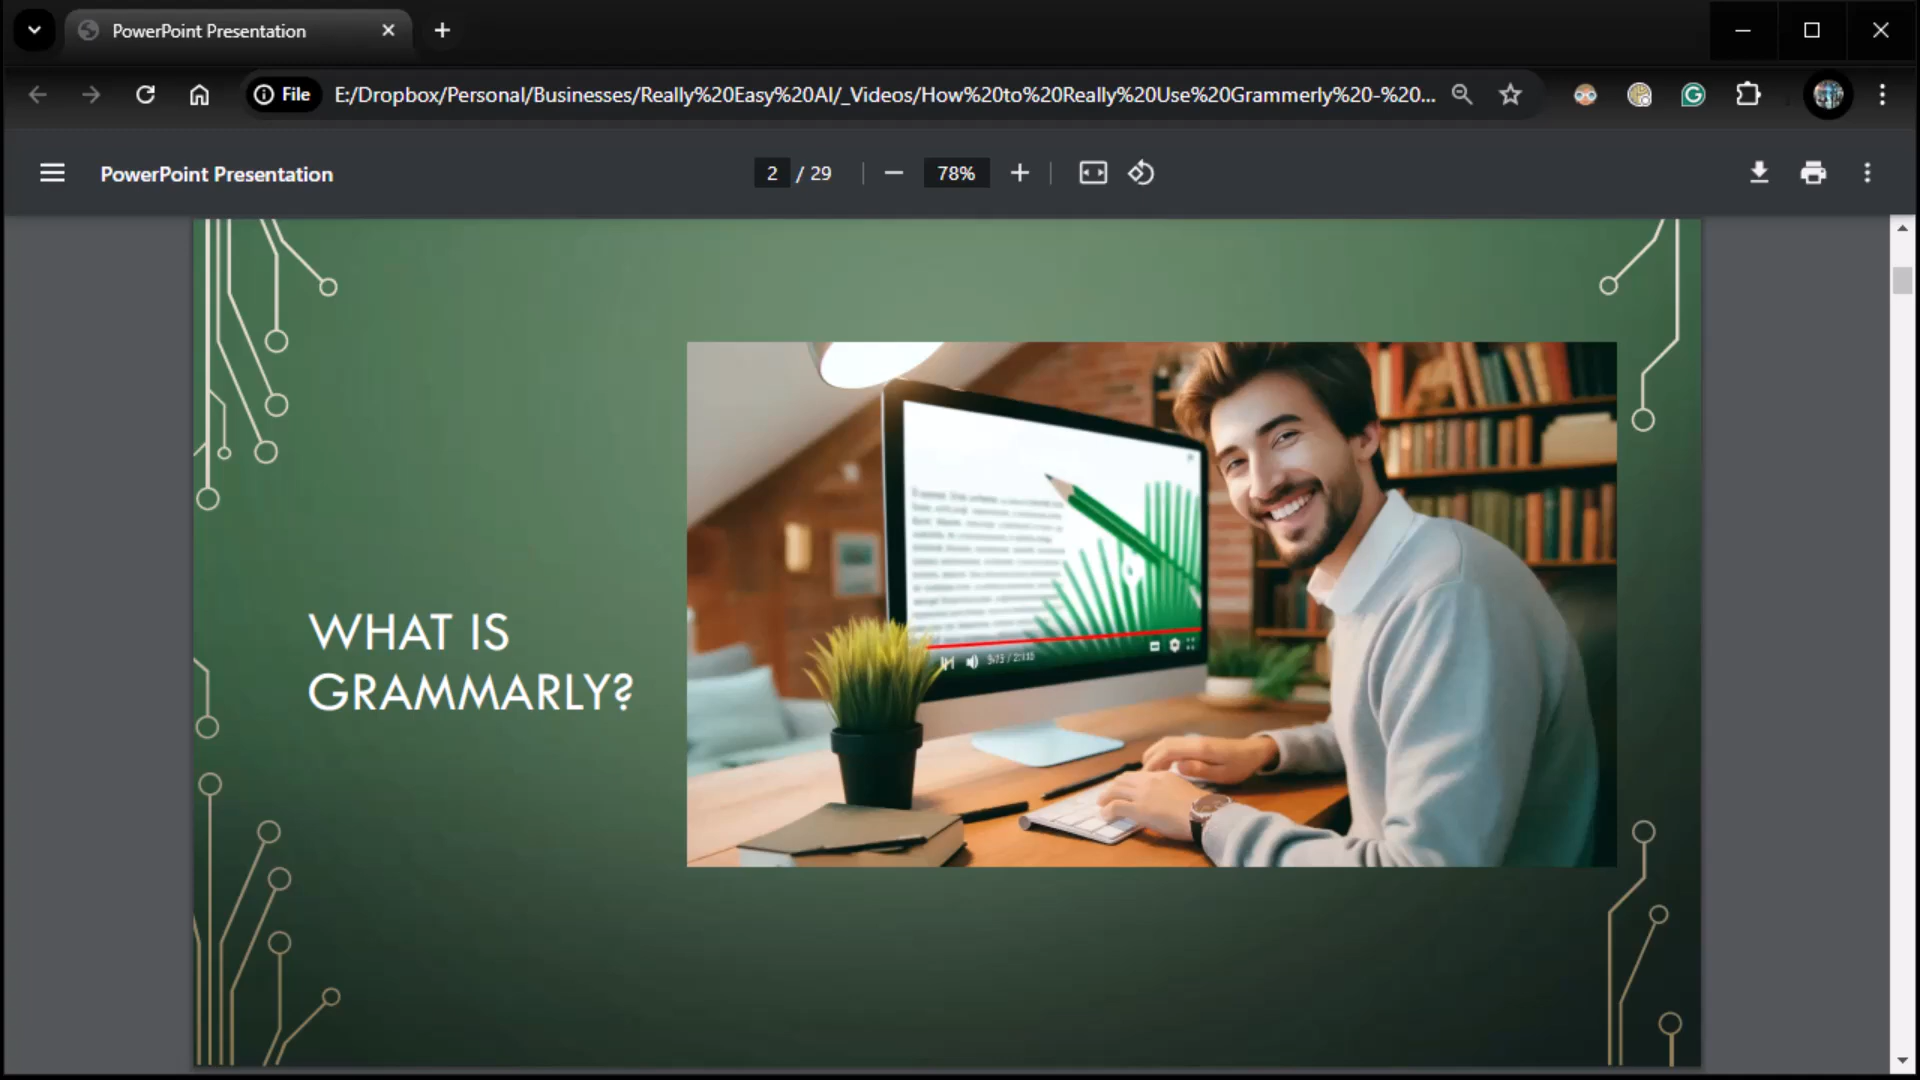 PowerPoint Presentation
File
E:/Dropbox/Personal/Businesses/Really%20Easy%20AI/_Videos/How%20to%20Really%20Use%20Grammerly%20-%20...
PowerPoint Presentation
2 / 29
78%
WHAT IS
GRAMMARLY?